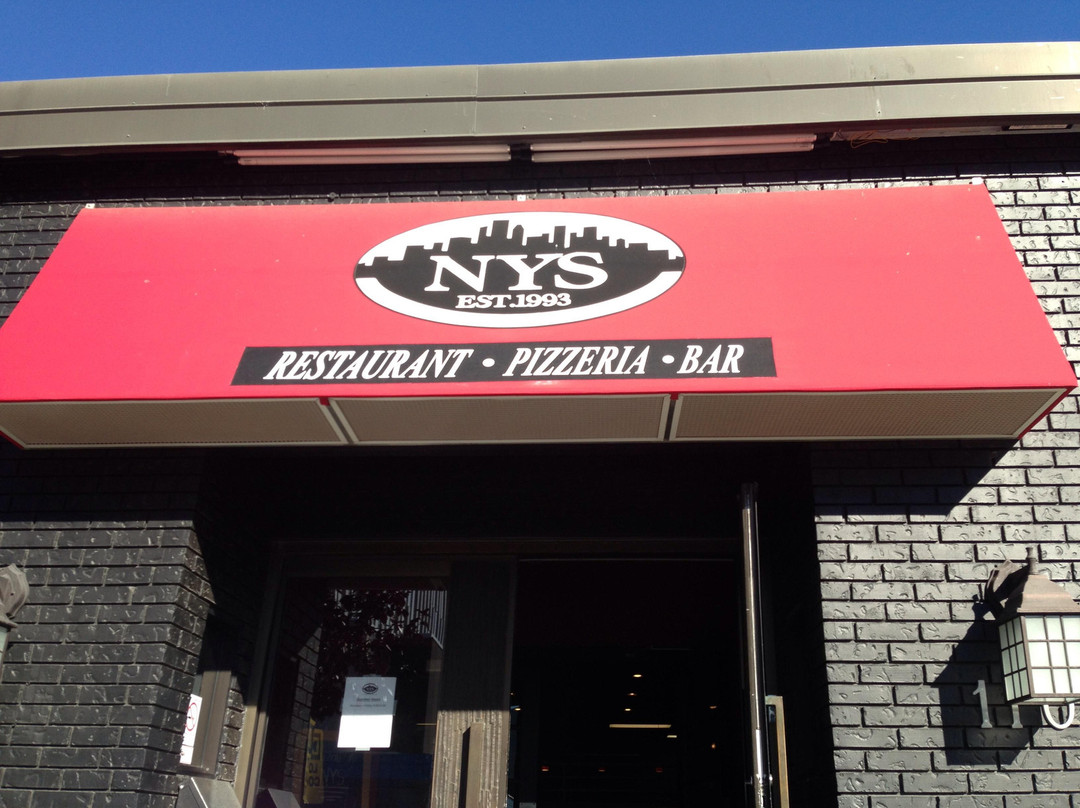 NYS
EST.1993
RESTAURANT • PIZZERIA • BAR